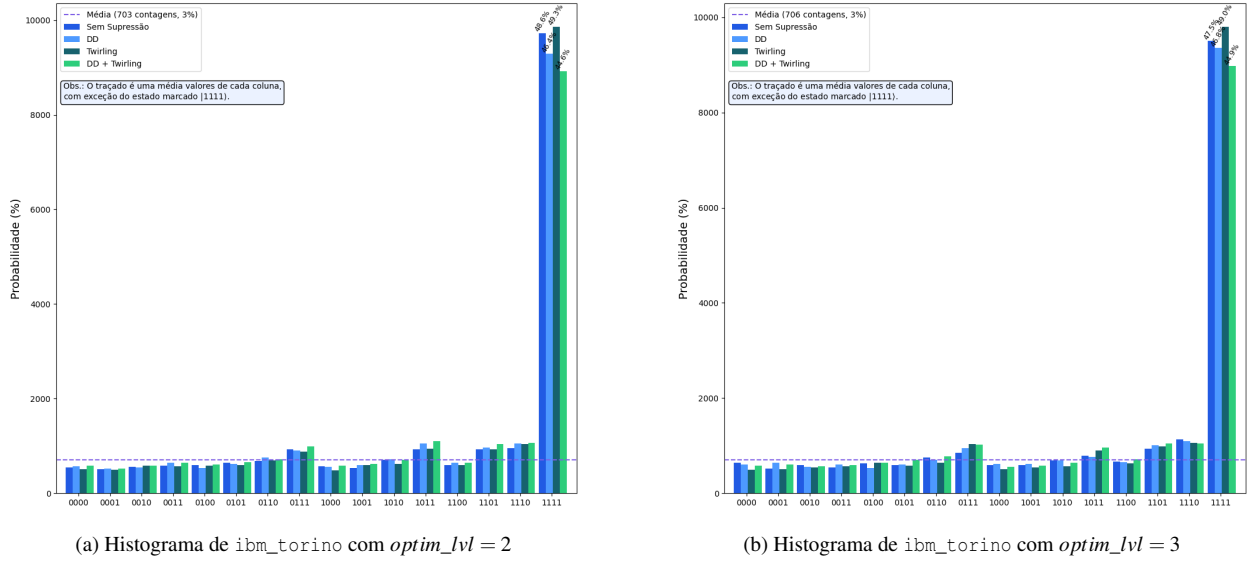 Média (703 contagens, 3%)
Sem Supressão
DD
Twirling
DD + Twirling
Obs.: O traçado é uma média valores de cada coluna,
com exceção do estado marcado |1111⟩.
48.6%
46.4%
49.3%
44.6%
Probabilidade (%)
10000
8000
6000
4000
2000
0
0000 0001 0010 0011 0100 0101 0110 0111 1000 1001 1010 1011 1100 1101 1110 1111
(a) Histograma de ibm_torino com optim_lvl = 2
Média (706 contagens, 3%)
Sem Supressão
DD
Twirling
DD + Twirling
Obs.: O traçado é uma média valores de cada coluna,
com exceção do estado marcado |1111⟩.
47.5%
46.8%
49.0%
44.9%
Probabilidade (%)
10000
8000
6000
4000
2000
0
0000 0001 0010 0011 0100 0101 0110 0111 1000 1001 1010 1011 1100 1101 1110 1111
(b) Histograma de ibm_torino com optim_lvl = 3